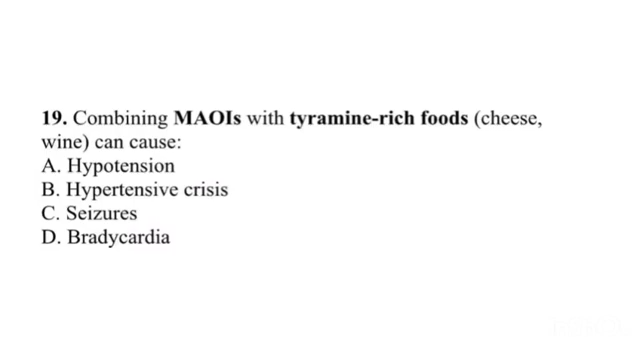 19. Combining MAOIs with tyramine-rich foods (cheese,
wine) can cause:
A. Hypotension
B. Hypertensive crisis
C. Seizures
D. Bradycardia